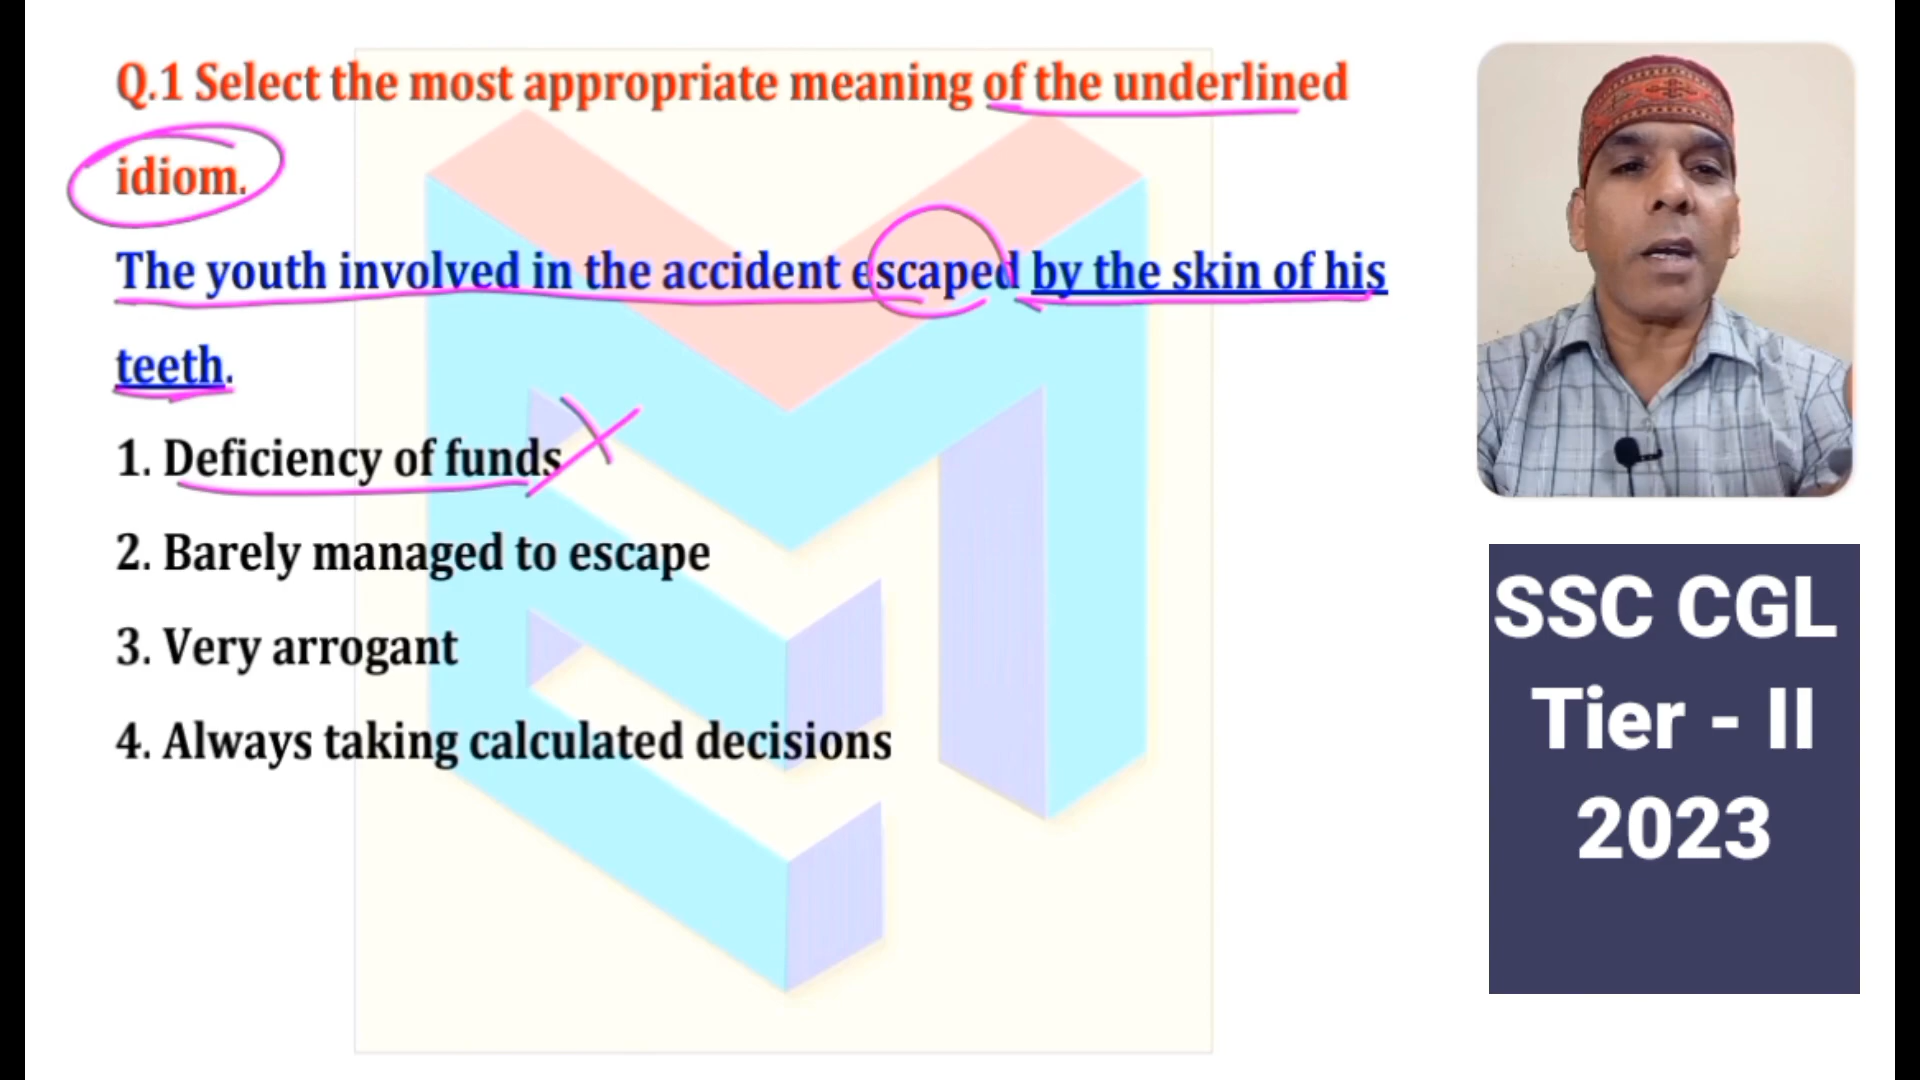 Q.1 Select the most appropriate meaning of the underlined
idiom.
The youth involved in the accident escaped by the skin of his
teeth.
1. Deficiency of funds
2. Barely managed to escape
3. Very arrogant
4. Always taking calculated decisions
SSC CGL
Tier - II
2023